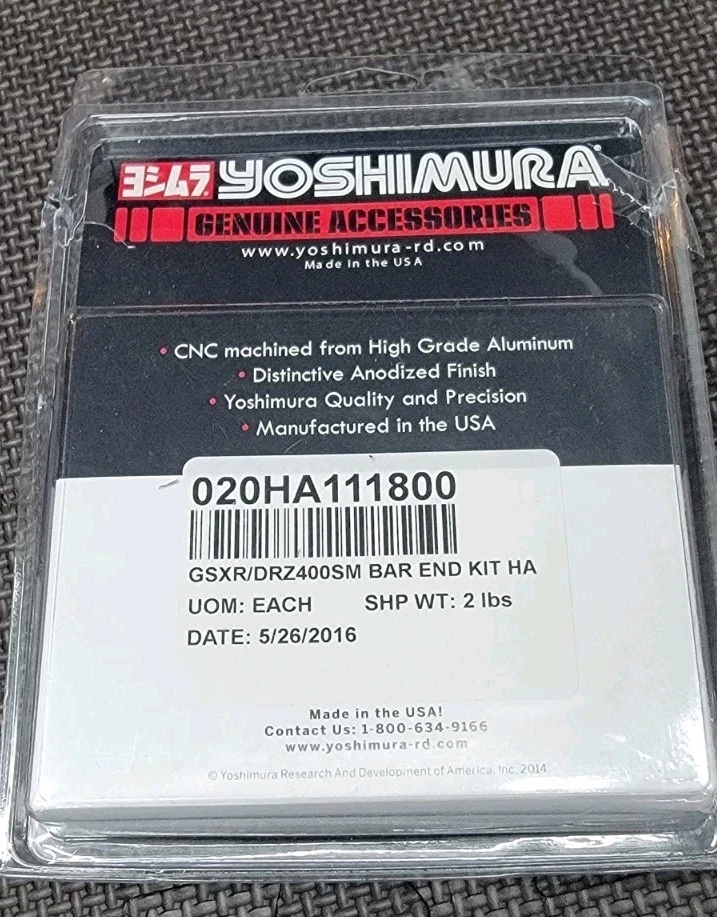 ヨシムラ YOSHIMURA
GENUINE ACCESSORIES
www.yoshimura-rd.com
Made in the USA
• CNC machined from High Grade Aluminum
• Distinctive Anodized Finish
• Yoshimura Quality and Precision
• Manufactured in the USA
020HA111800
GSXR/DRZ400SM BAR END KIT HA
UOM: EACH SHP WT: 2 lbs
DATE: 5/26/2016
Made in the USA!
Contact Us: 1-800-634-9166
www.yoshimura-rd.com
© Yoshimura Research And Development of America, Inc. 2014